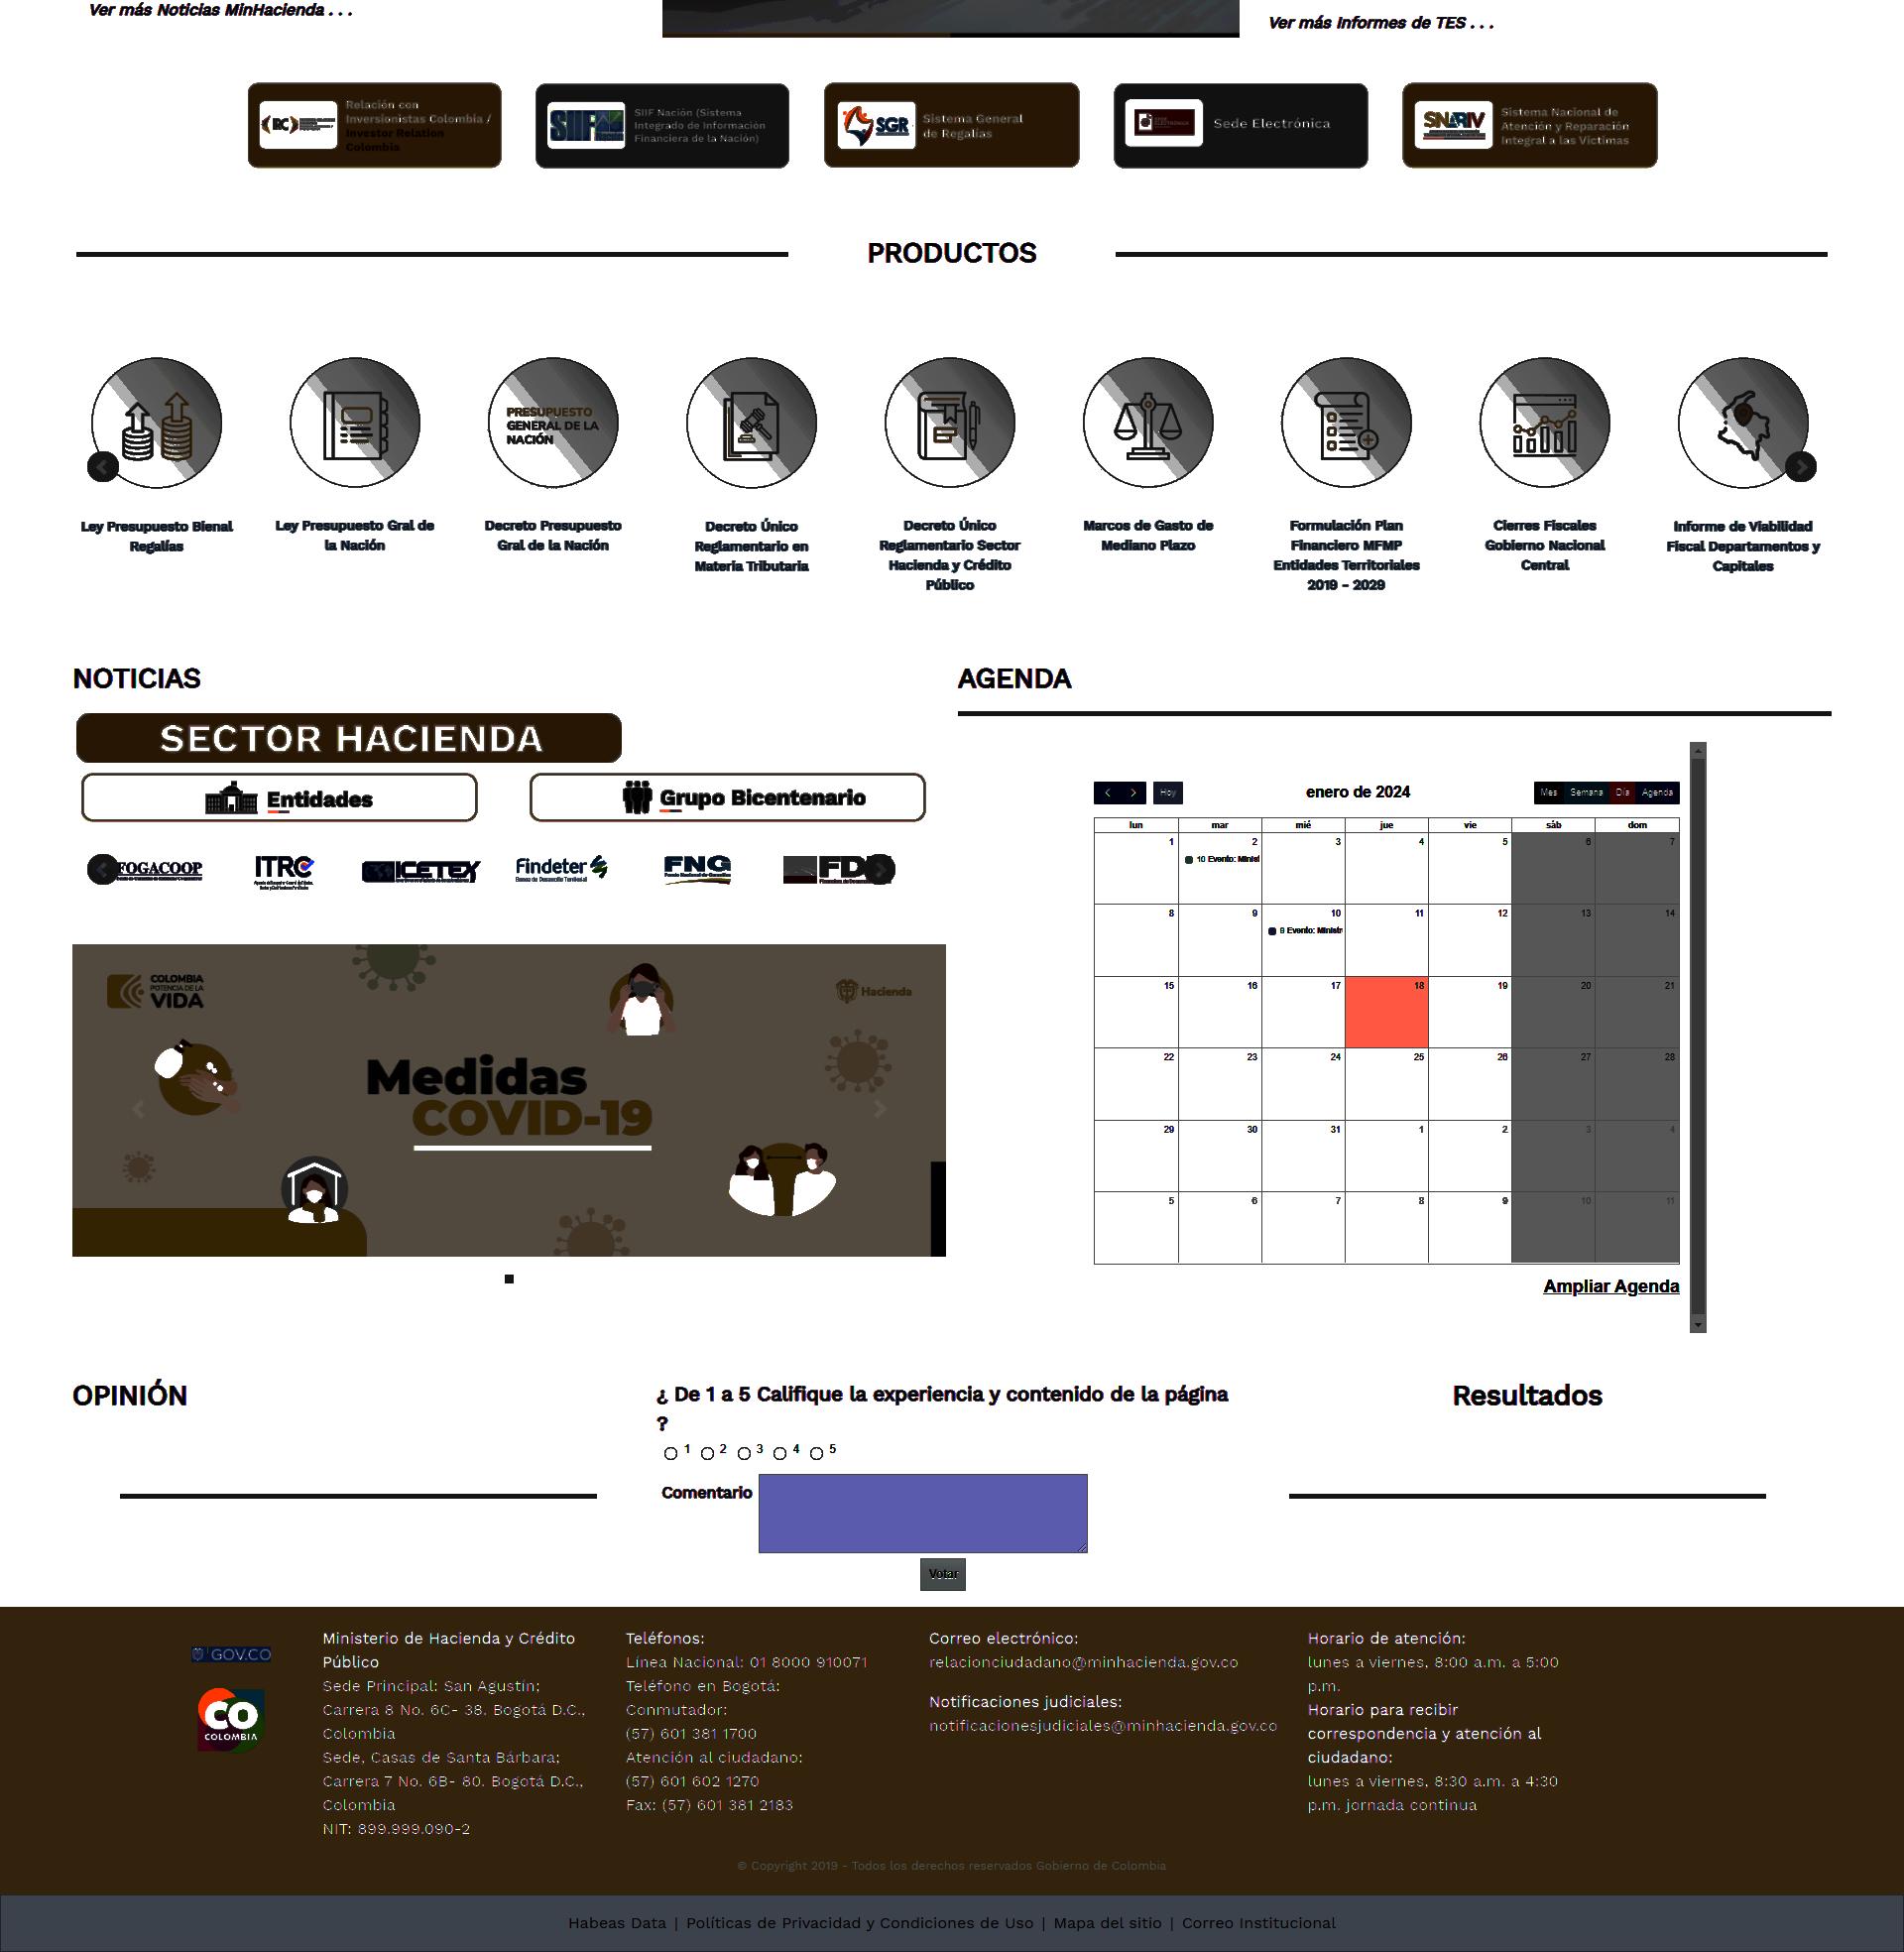 Ver más Noticias MinHacienda . . .
Ver más Informes de TES . . .
IRC
Relación con
Inversionistas Colombia /
Investor Relation
Colombia
SIIF
SIIF Nación (Sistema
Integrado de Información
Financiera de la Nación)
SGR
Sistema General
de Regalías
Sede Electrónica
SNARIV
Sistema Nacional de
Atención y Reparación
Integral a las Víctimas
PRODUCTOS
PRESUPUESTO
GENERAL DE LA
NACIÓN
Ley Presupuesto Bienal
Regalías
Ley Presupuesto Gral de
la Nación
Decreto Presupuesto
Gral de la Nación
Decreto Único
Reglamentario en
Materia Tributaria
Decreto Único
Reglamentario Sector
Hacienda y Crédito
Público
Marcos de Gasto de
Mediano Plazo
Formulación Plan
Financiero MFMP
Entidades Territoriales
2019 - 2029
Cierres Fiscales
Gobierno Nacional
Central
Informe de Viabilidad
Fiscal Departamentos y
Capitales
NOTICIAS
SECTOR HACIENDA
Entidades
Grupo Bicentenario
FOGACOOP
ITRC
ICETEX
Findeter
Banca de Desarrollo Territorial
FNG
Fondo Nacional de Garantías
FD
COLOMBIA
POTENCIA DE LA
VIDA
Hacienda
Medidas
COVID-19
AGENDA
Hoy
enero de 2024
Mes Semana Día Agenda
lun mar mié jue vie sáb dom
1 2 3 4 5 6 7
10 Evento: Minist
8 9 10 11 12 13 14
9 Evento: Ministr
15 16 17 18 19 20 21
22 23 24 25 26 27 28
29 30 31 1 2 3 4
5 6 7 8 9 10 11
Ampliar Agenda
OPINIÓN
¿ De 1 a 5 Califique la experiencia y contenido de la página
?
1 2 3 4 5
Comentario
Votar
Resultados
GOV.CO
CO
COLOMBIA
Ministerio de Hacienda y Crédito
Público
Sede Principal: San Agustín;
Carrera 8 No. 6C- 38. Bogotá D.C.,
Colombia
Sede, Casas de Santa Bárbara;
Carrera 7 No. 6B- 80. Bogotá D.C.,
Colombia
NIT: 899.999.090-2
Teléfonos:
Línea Nacional: 01 8000 910071
Teléfono en Bogotá:
Conmutador:
(57) 601 381 1700
Atención al ciudadano:
(57) 601 602 1270
Fax: (57) 601 381 2183
Correo electrónico:
relacionciudadano@minhacienda.gov.co
Notificaciones judiciales:
notificacionesjudiciales@minhacienda.gov.co
Horario de atención:
lunes a viernes, 8:00 a.m. a 5:00
p.m.
Horario para recibir
correspondencia y atención al
ciudadano:
lunes a viernes, 8:30 a.m. a 4:30
p.m. jornada continua
© Copyright 2019 - Todos los derechos reservados Gobierno de Colombia
Habeas Data | Políticas de Privacidad y Condiciones de Uso | Mapa del sitio | Correo Institucional